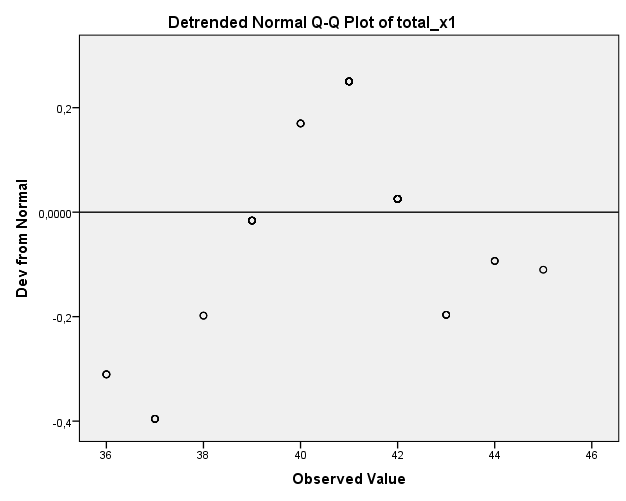 Detrended Normal Q-Q Plot of total_x1
Dev from Normal
0,2
0,0000
-0,2
-0,4
36 38 40 42 44 46
Observed Value